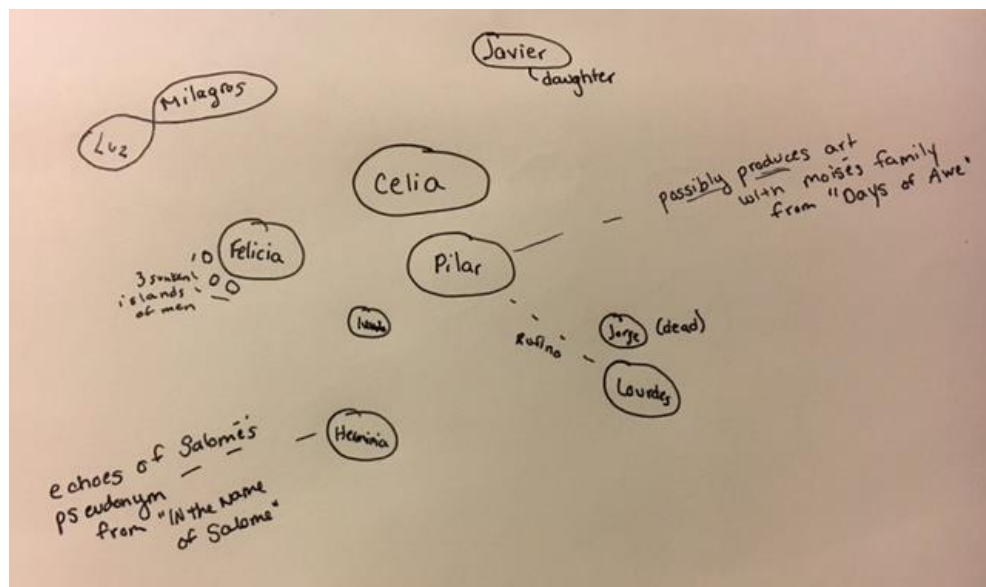 Javier
daughter
Milagros
Luz
Celia
possibly produces art
with moisés family
from "Days of Awe"
Felicia
Pilar
3 sunken
islands
of men
Rufino
Jorge (dead)
Lourdes
Herminia
echoes of Salomé's
pseudonym
from "IN the Name
of Salome"